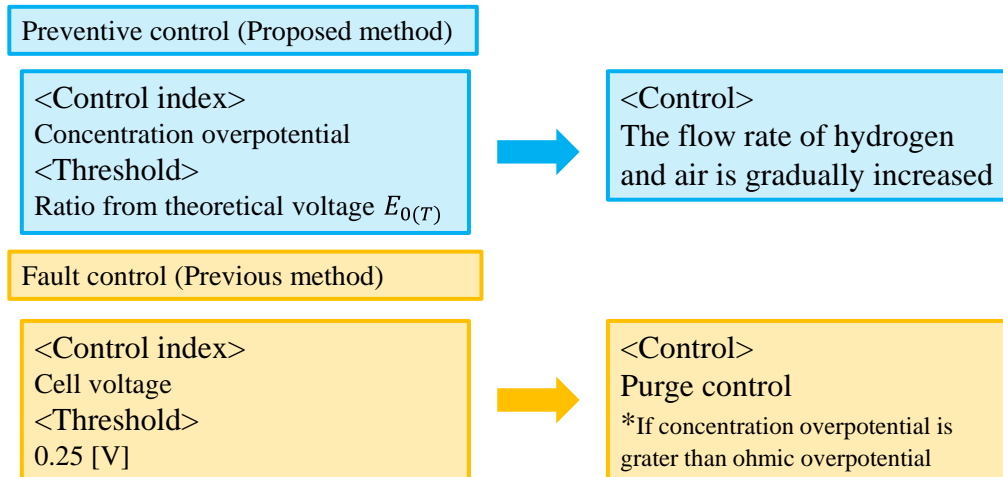 Preventive control (Proposed method)
<Control index>
Concentration overpotential
<Threshold>
Ratio from theoretical voltage E0(T)
<Control>
The flow rate of hydrogen
and air is gradually increased
Fault control (Previous method)
<Control index>
Cell voltage
<Threshold>
0.25 [V]
<Control>
Purge control
*If concentration overpotential is
grater than ohmic overpotential